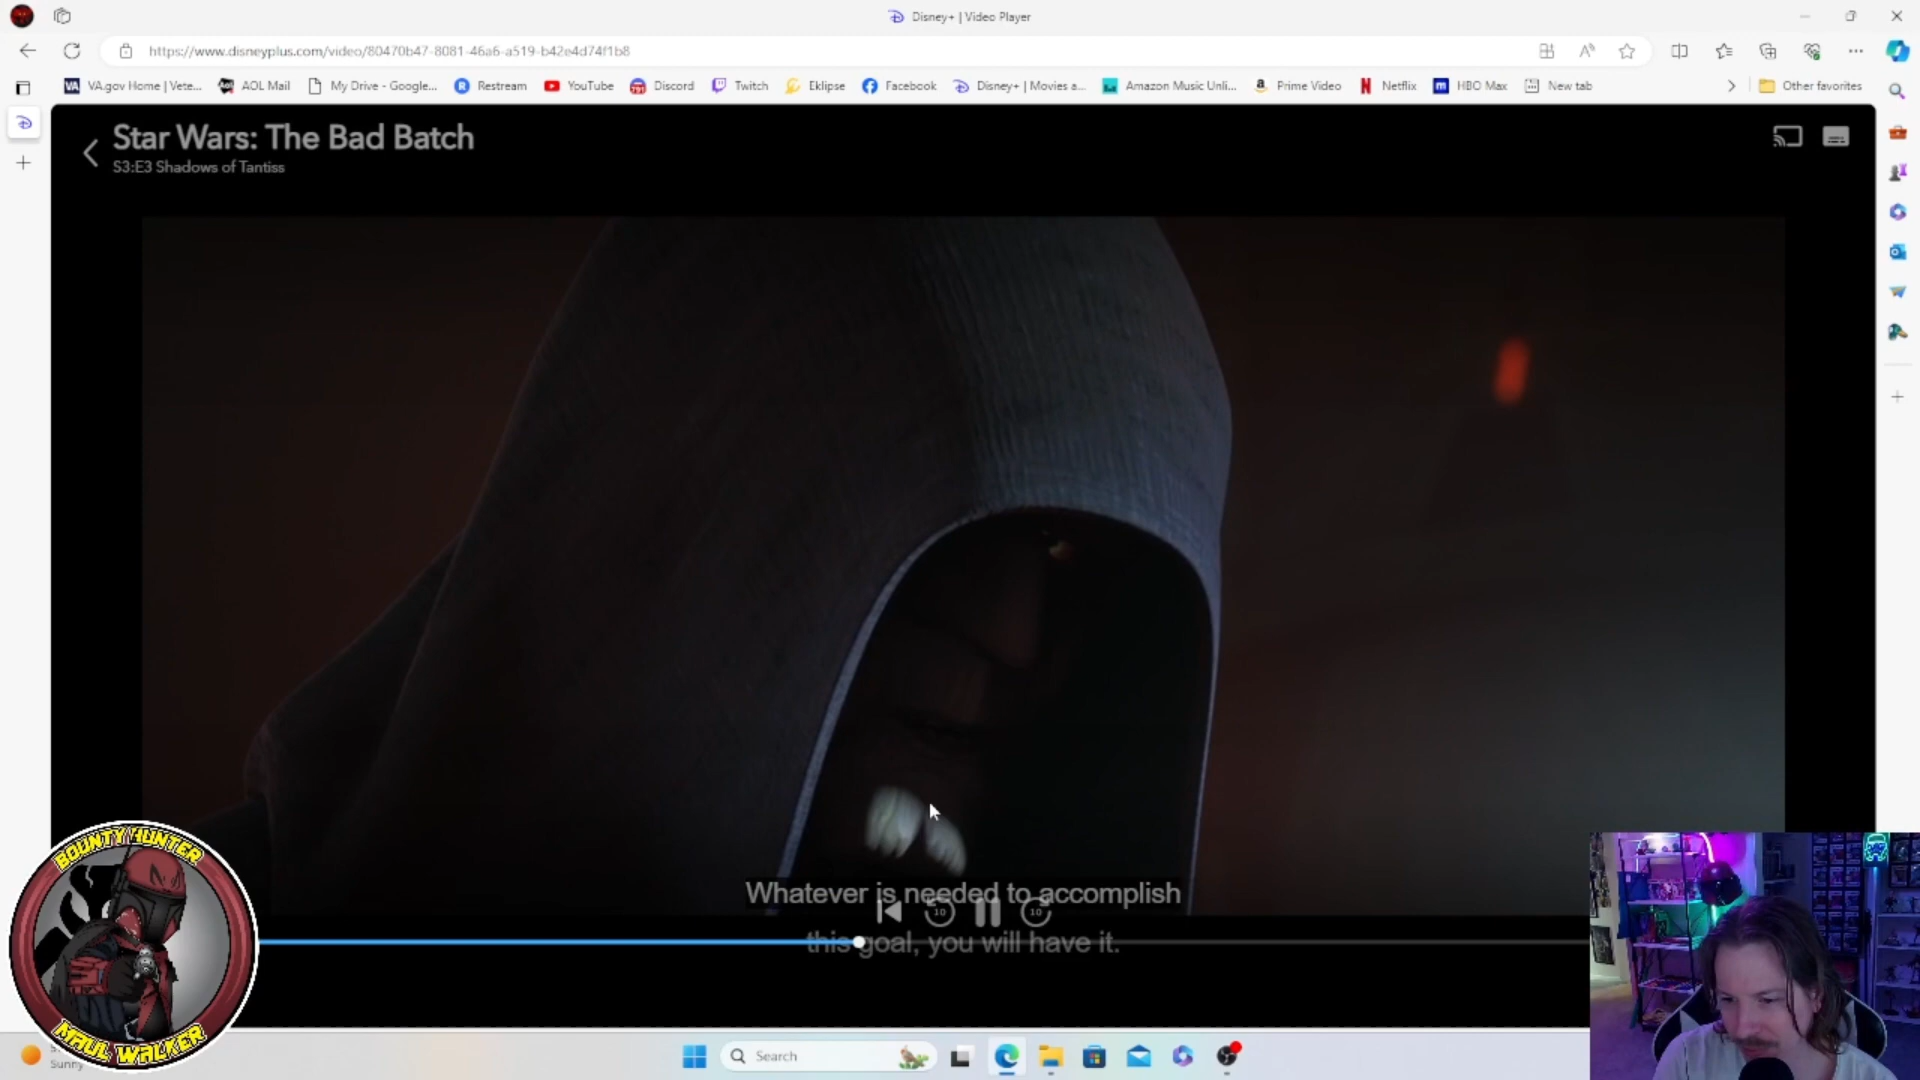 Disney+ | Video Player
https://www.disneyplus.com/video/80470b47-8081-46a6-a519-b42e4d74f1b8
VA.gov Home | Vete...
AOL Mail
My Drive - Google...
Restream
YouTube
Discord
Twitch
Eklipse
Facebook
Disney+ | Movies a...
Amazon Music Unli...
Prime Video
Netflix
HBO Max
New tab
Other favorites
Star Wars: The Bad Batch
S3:E3 Shadows of Tantiss
Whatever is needed to accomplish
10
10
this goal, you will have it.
BOUNTY HUNTER
MAUL WALKER
Sunny
Search